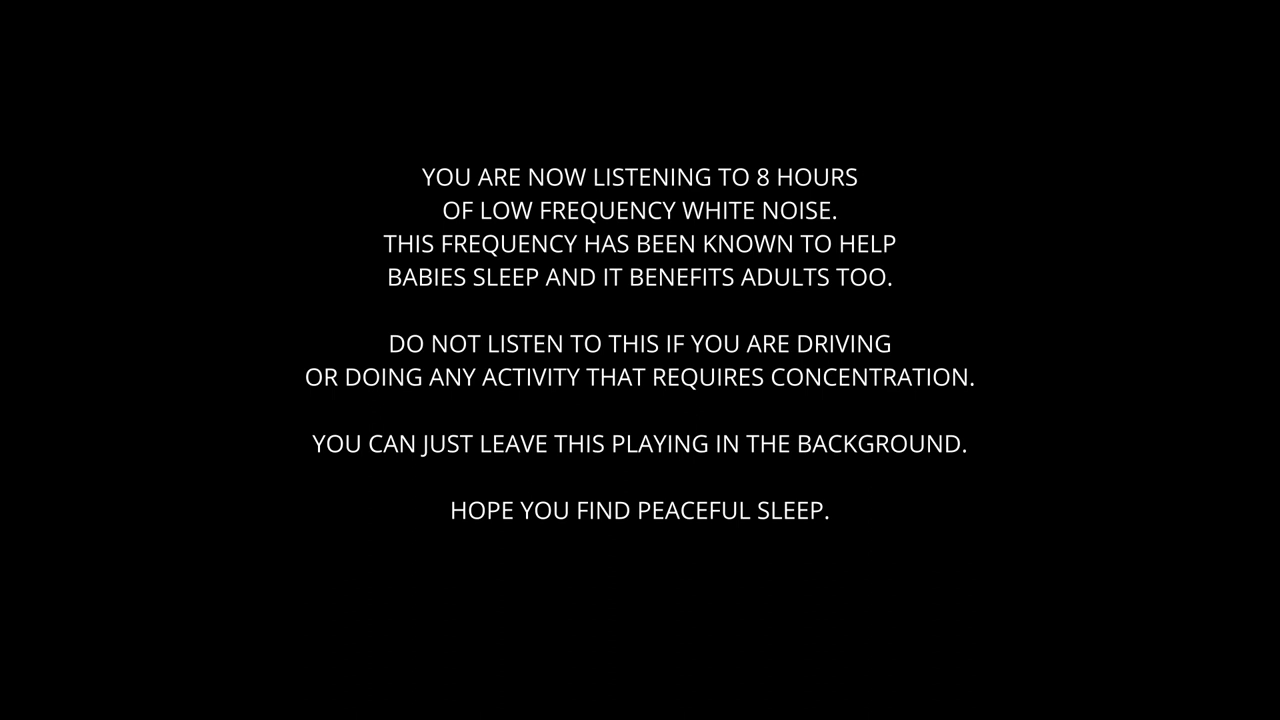 YOU ARE NOW LISTENING TO 8 HOURS
OF LOW FREQUENCY WHITE NOISE.
THIS FREQUENCY HAS BEEN KNOWN TO HELP
BABIES SLEEP AND IT BENEFITS ADULTS TOO.
DO NOT LISTEN TO THIS IF YOU ARE DRIVING
OR DOING ANY ACTIVITY THAT REQUIRES CONCENTRATION.
YOU CAN JUST LEAVE THIS PLAYING IN THE BACKGROUND.
HOPE YOU FIND PEACEFUL SLEEP.